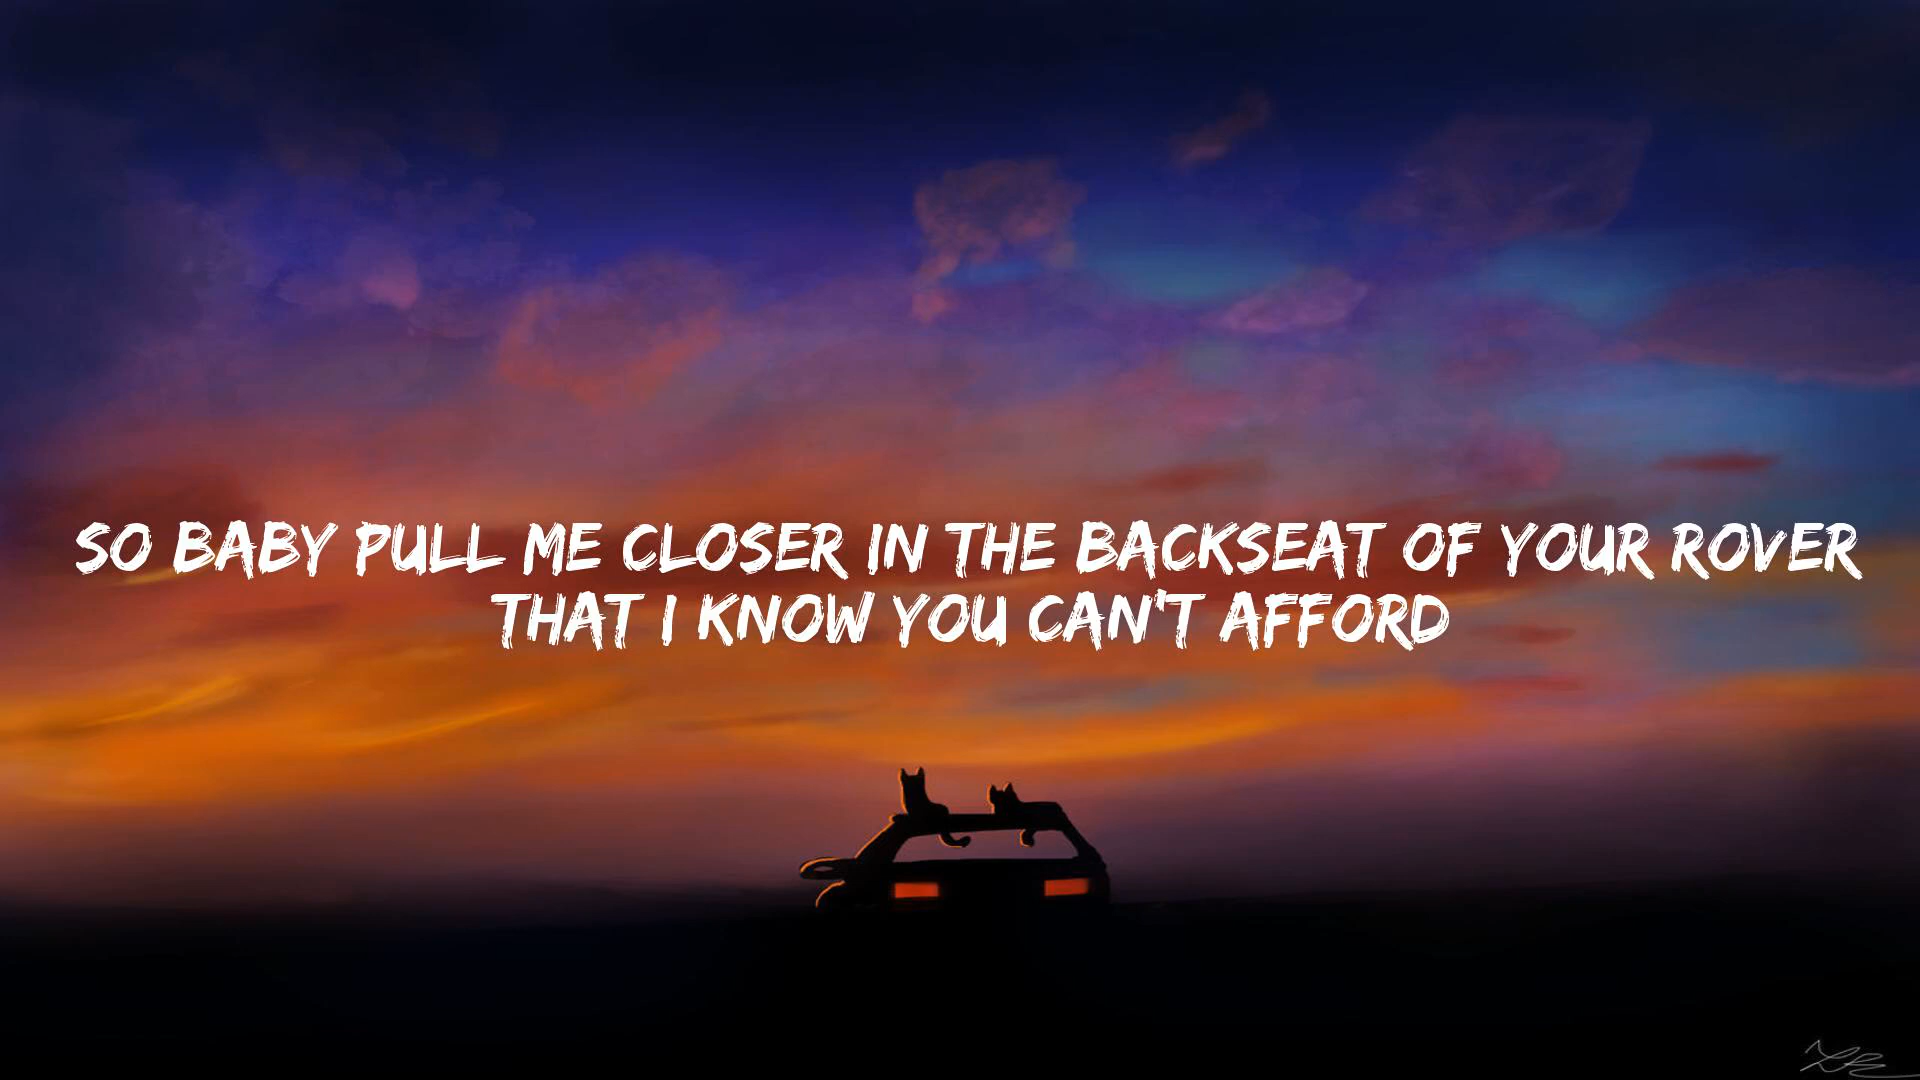 SO BABY PULL ME CLOSER IN THE BACKSEAT OF YOUR ROVER
THAT I KNOW YOU CAN'T AFFORD